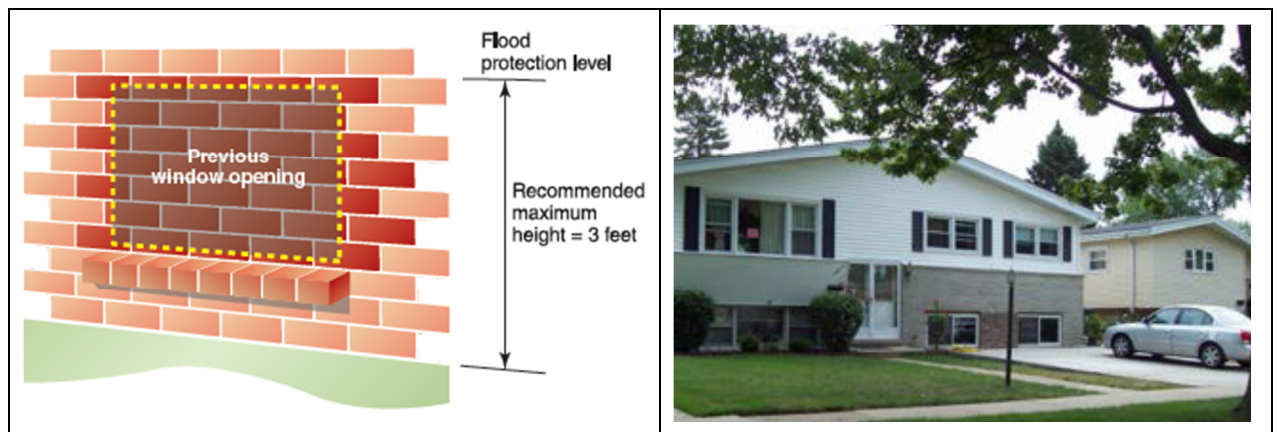 Flood
protection level
Previous
window opening
Recommended
maximum
height = 3 feet